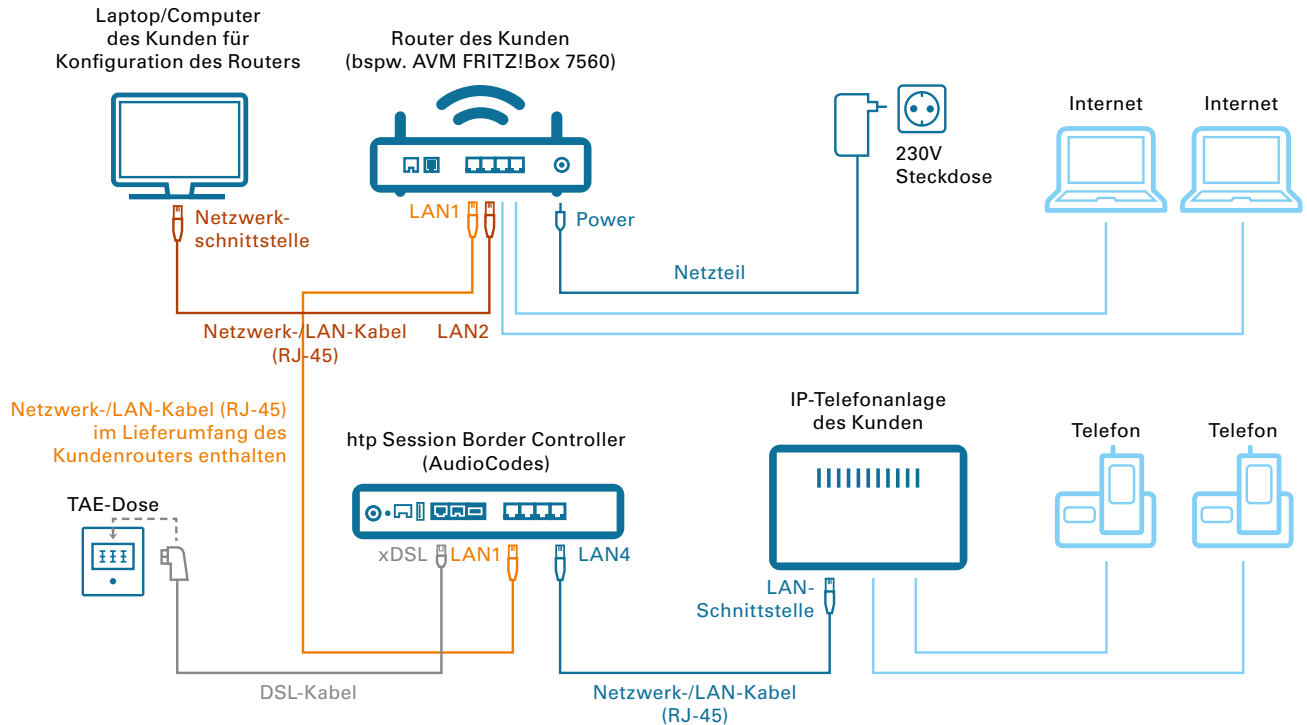 Laptop/Computer
des Kunden für
Konfiguration des Routers
Router des Kunden
(bspw. AVM FRITZ!Box 7560)
230V
Steckdose
Internet
Internet
Netzwerk-
schnittstelle
LAN1
Power
Netzteil
Netzwerk-/LAN-Kabel
(RJ-45)
LAN2
Netzwerk-/LAN-Kabel (RJ-45)
im Lieferumfang des
Kundenrouters enthalten
htp Session Border Controller
(AudioCodes)
IP-Telefonanlage
des Kunden
Telefon
Telefon
TAE-Dose
xDSL
LAN1
LAN4
LAN-
Schnittstelle
DSL-Kabel
Netzwerk-/LAN-Kabel
(RJ-45)